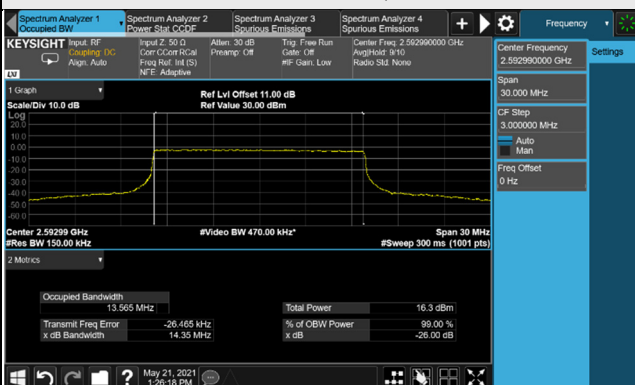 Spectrum Analyzer 1
Occupied BW
Spectrum Analyzer 2
Power Stat CCDF
Spectrum Analyzer 3
Spurious Emissions
Spectrum Analyzer 4
Spurious Emissions
+
Frequency
KEYSIGHT
Input: RF
Coupling: DC
Align: Auto
LXI
Input Z: 50 Ω
Corr CCorr RCal
Freq Ref: Int (S)
NFE: Adaptive
Atten: 30 dB
Preamp: Off
Trig: Free Run
Gate: Off
#IF Gain: Low
Center Freq: 2.592990000 GHz
Avg|Hold: 9/10
Radio Std: None
Center Frequency
2.592990000 GHz
Settings
Span
30.000 MHz
CF Step
3.000000 MHz
Auto
Man
Freq Offset
0 Hz
1 Graph
Scale/Div 10.0 dB
Ref Lvl Offset 11.00 dB
Ref Value 30.00 dBm
Log
20.0
10.0
0.00
-10.0
-20.0
-30.0
-40.0
-50.0
-60.0
Center 2.59299 GHz
#Res BW 150.00 kHz
#Video BW 470.00 kHz*
Span 30 MHz
#Sweep 300 ms (1001 pts)
2 Metrics
Occupied Bandwidth
13.565 MHz
Total Power 16.3 dBm
Transmit Freq Error -26.465 kHz
% of OBW Power 99.00 %
x dB Bandwidth 14.35 MHz
x dB -26.00 dB
?
May 21, 2021
1:26:18 PM